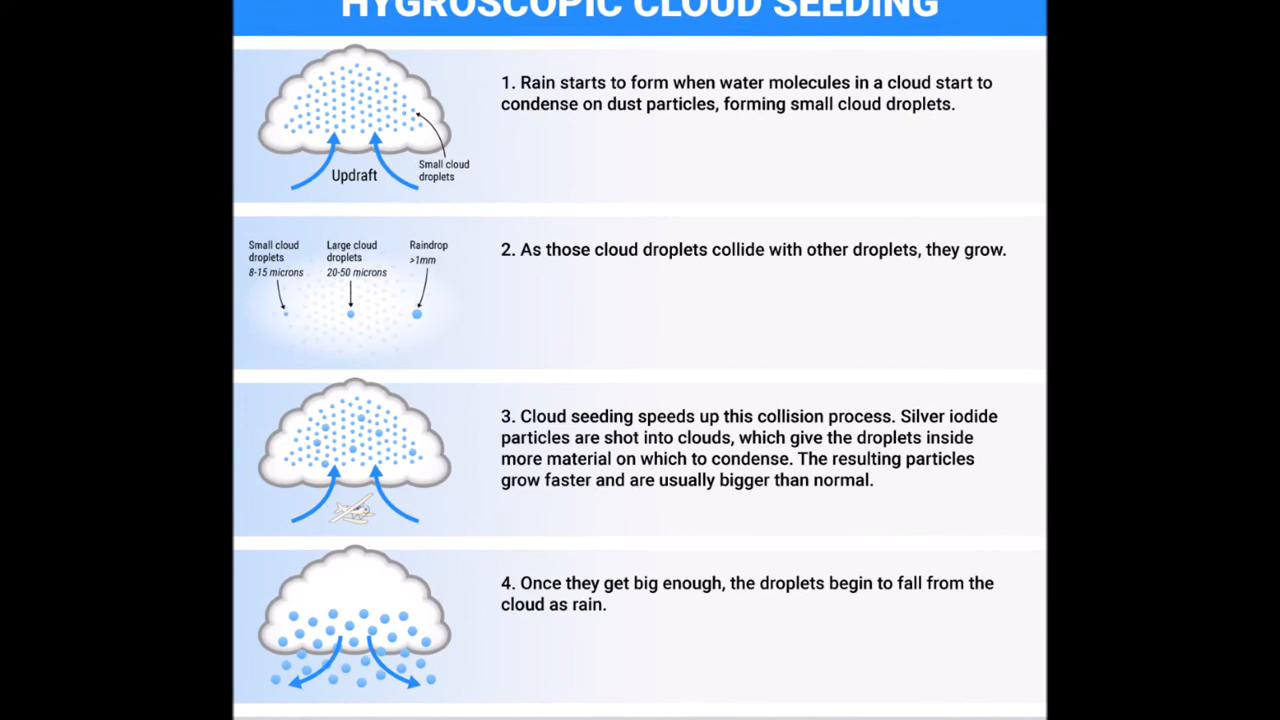 HYGROSCOPIC CLOUD SEEDING
1. Rain starts to form when water molecules in a cloud start to
condense on dust particles, forming small cloud droplets.
Updraft
Small cloud
droplets
2. As those cloud droplets collide with other droplets, they grow.
Small cloud
droplets
8-15 microns
Large cloud
droplets
20-50 microns
Raindrop
>1mm
3. Cloud seeding speeds up this collision process. Silver iodide
particles are shot into clouds, which give the droplets inside
more material on which to condense. The resulting particles
grow faster and are usually bigger than normal.
4. Once they get big enough, the droplets begin to fall from the
cloud as rain.